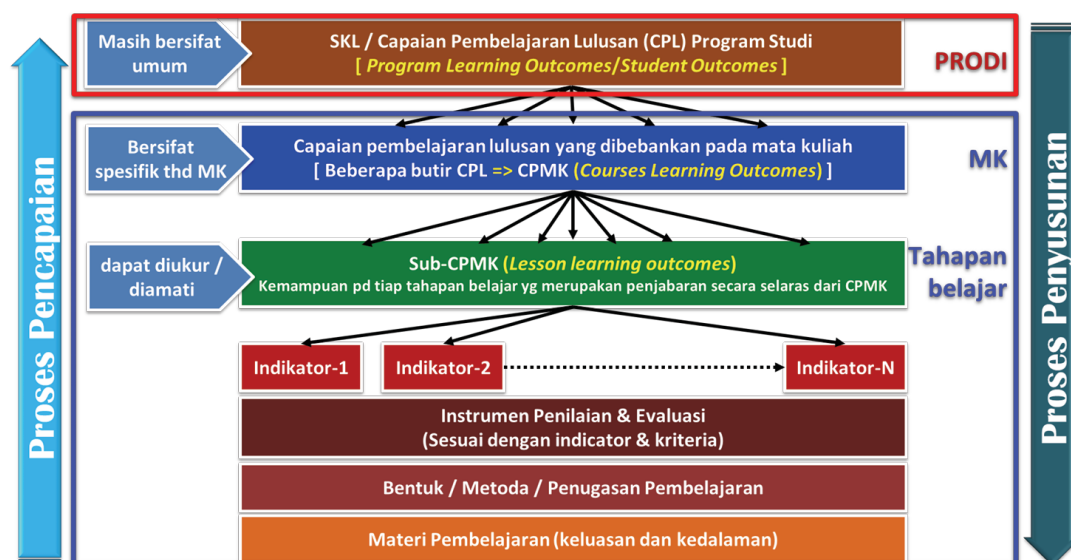 Proses Pencapaian
Masih bersifat
umum
SKL / Capaian Pembelajaran Lulusan (CPL) Program Studi
[ Program Learning Outcomes/Student Outcomes ]
PRODI
Bersifat
spesifik thd MK
Capaian pembelajaran lulusan yang dibebankan pada mata kuliah
[ Beberapa butir CPL => CPMK (Courses Learning Outcomes) ]
MK
dapat diukur /
diamati
Sub-CPMK (Lesson learning outcomes)
Kemampuan pd tiap tahapan belajar yg merupakan penjabaran secara selaras dari CPMK
Tahapan
belajar
Indikator-1
Indikator-2
Indikator-N
Instrumen Penilaian & Evaluasi
(Sesuai dengan indicator & kriteria)
Bentuk / Metoda / Penugasan Pembelajaran
Materi Pembelajaran (keluasan dan kedalaman)
Proses Penyusunan